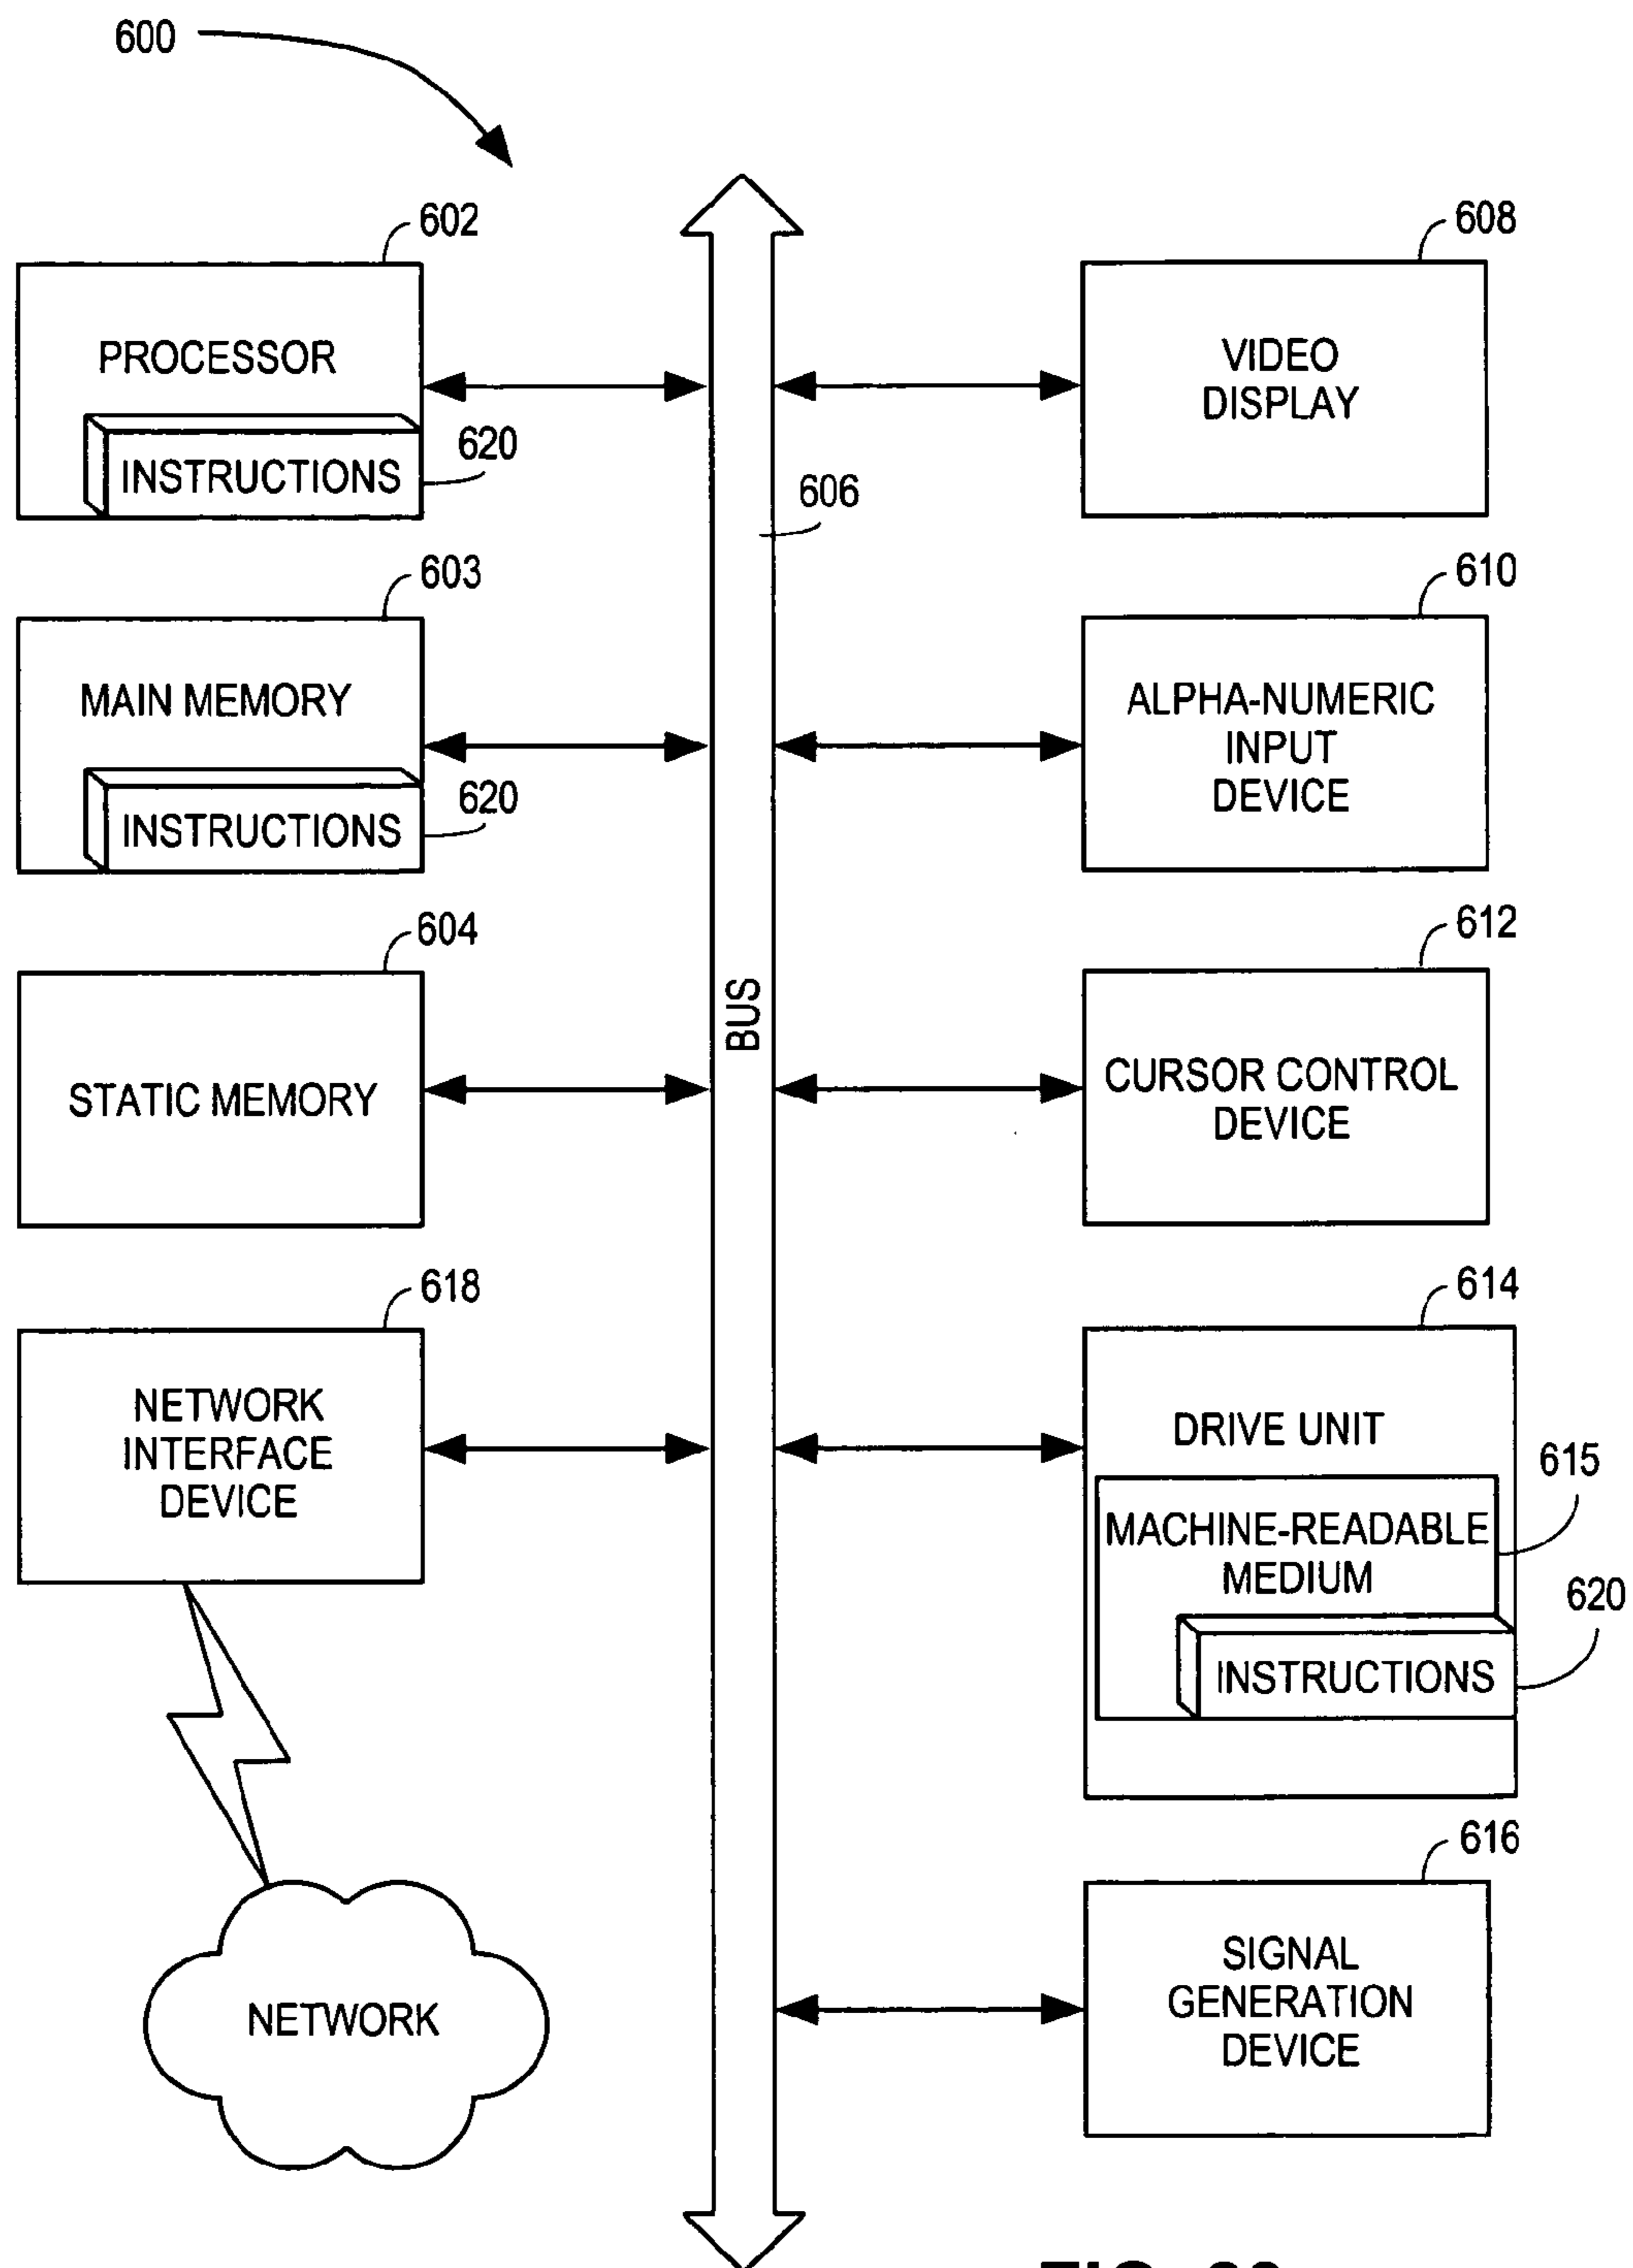 600
602
PROCESSOR
INSTRUCTIONS
620
603
MAIN MEMORY
INSTRUCTIONS
620
604
STATIC MEMORY
618
NETWORK
INTERFACE
DEVICE
NETWORK
606
BUS
608
VIDEO
DISPLAY
610
ALPHA-NUMERIC
INPUT
DEVICE
612
CURSOR CONTROL
DEVICE
614
DRIVE UNIT
615
MACHINE-READABLE
MEDIUM
620
INSTRUCTIONS
616
SIGNAL
GENERATION
DEVICE